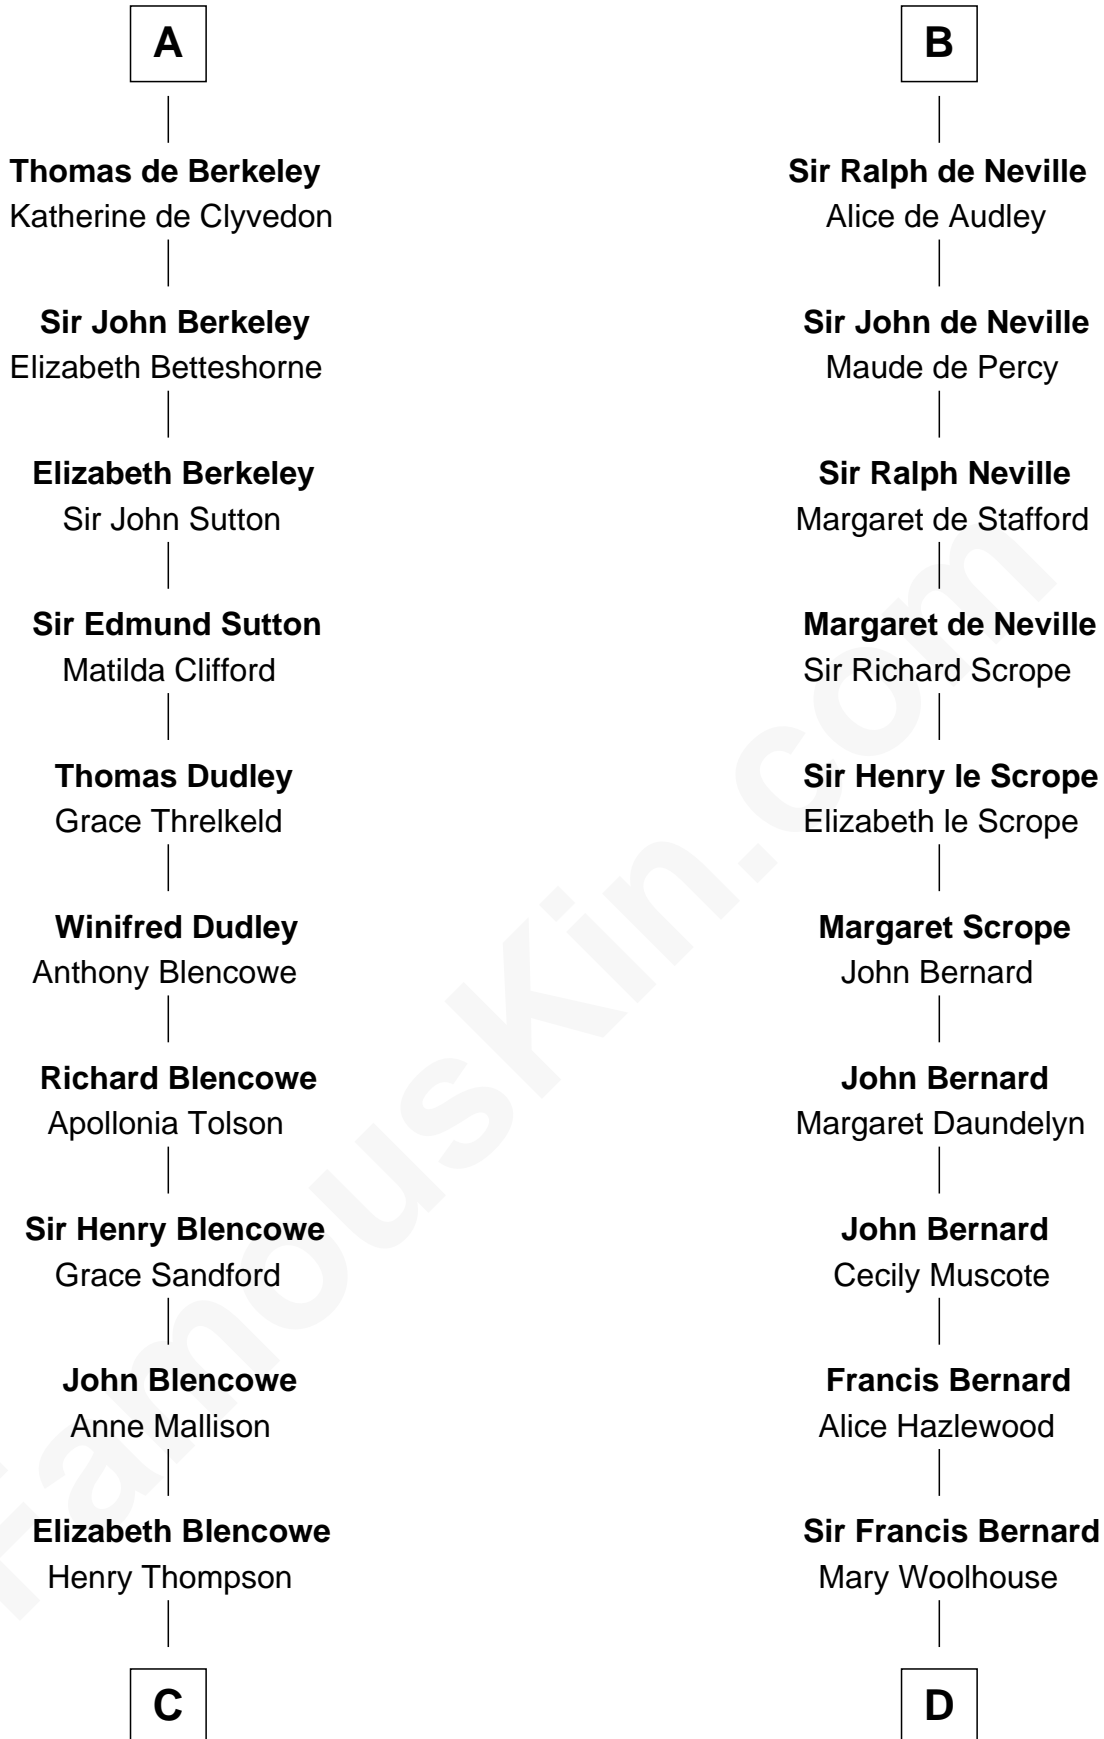 A
Thomas de Berkeley
Katherine de Clyvedon
Sir John Berkeley
Elizabeth Betteshorne
Elizabeth Berkeley
Sir John Sutton
Sir Edmund Sutton
Matilda Clifford
Thomas Dudley
Grace Threlkeld
Winifred Dudley
Anthony Blencowe
Richard Blencowe
Apollonia Tolson
Sir Henry Blencowe
Grace Sandford
John Blencowe
Anne Mallison
Elizabeth Blencowe
Henry Thompson
C
B
Sir Ralph de Neville
Alice de Audley
Sir John de Neville
Maude de Percy
Sir Ralph Neville
Margaret de Stafford
Margaret de Neville
Sir Richard Scrope
Sir Henry le Scrope
Elizabeth le Scrope
Margaret Scrope
John Bernard
John Bernard
Margaret Daundelyn
John Bernard
Cecily Muscote
Francis Bernard
Alice Hazlewood
Sir Francis Bernard
Mary Woolhouse
D
FamousKin.com